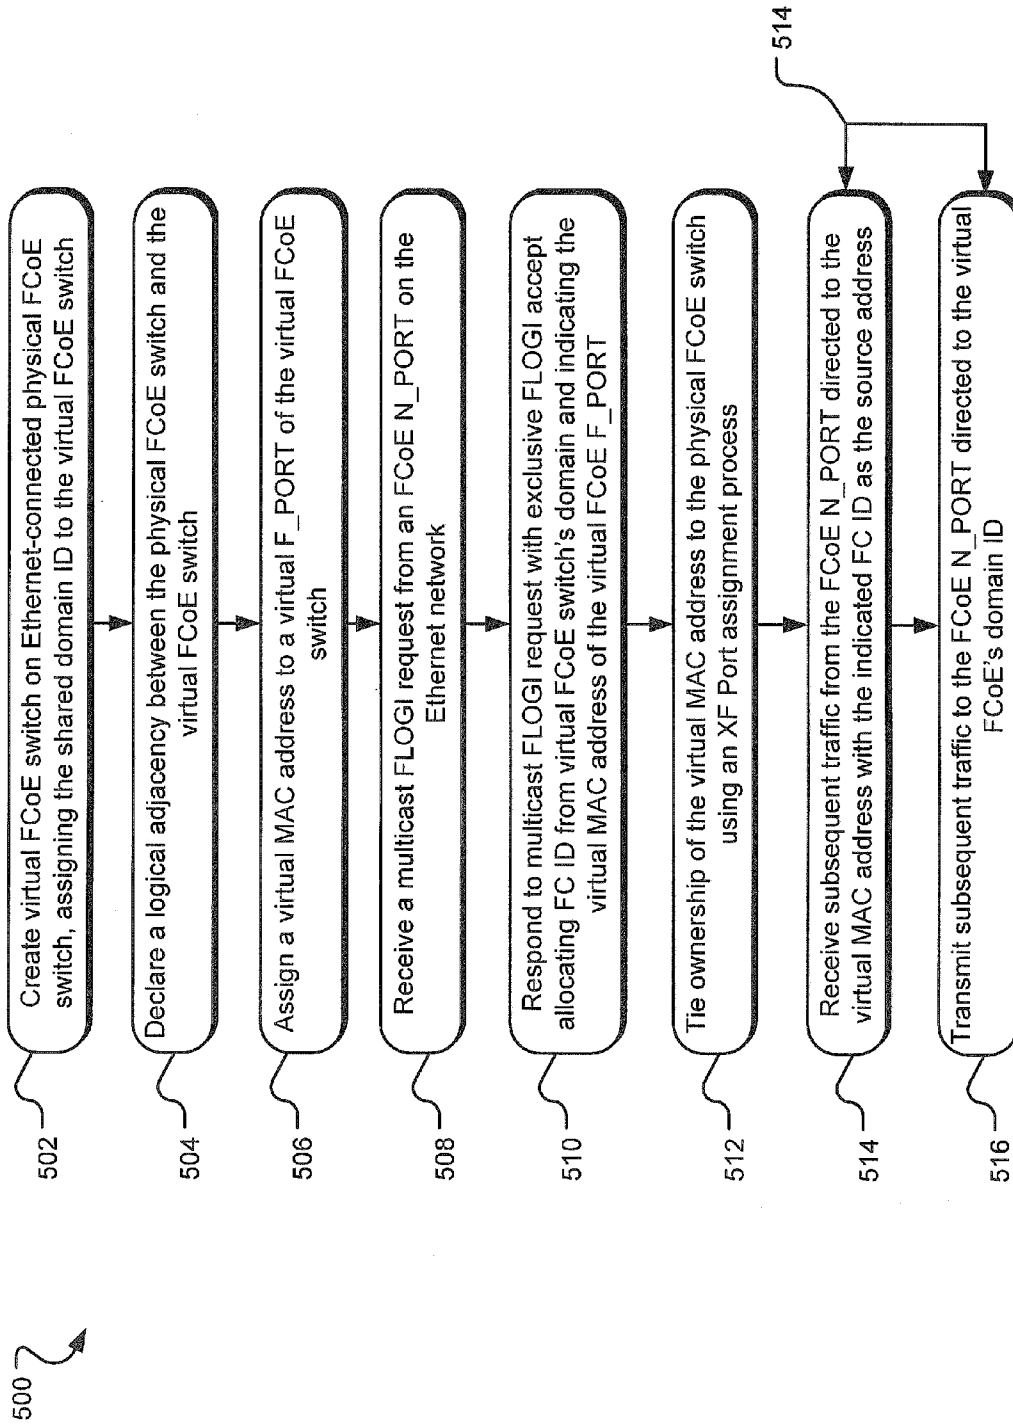 500
502
Create virtual FCoE switch on Ethernet-connected physical FCoE
switch, assigning the shared domain ID to the virtual FCoE switch
504
Declare a logical adjacency between the physical FCoE switch and the
virtual FCoE switch
506
Assign a virtual MAC address to a virtual F_PORT of the virtual FCoE
switch
508
Receive a multicast FLOGI request from an FCoE N_PORT on the
Ethernet network
510
Respond to multicast FLOGI request with exclusive FLOGI accept
allocating FC ID from virtual FCoE switch's domain and indicating the
virtual MAC address of the virtual FCoE F_PORT
512
Tie ownership of the virtual MAC address to the physical FCoE switch
using an XF Port assignment process
514
Receive subsequent traffic from the FCoE N_PORT directed to the
virtual MAC address with the indicated FC ID as the source address
514
516
Transmit subsequent traffic to the FCoE N_PORT directed to the virtual
FCoE's domain ID